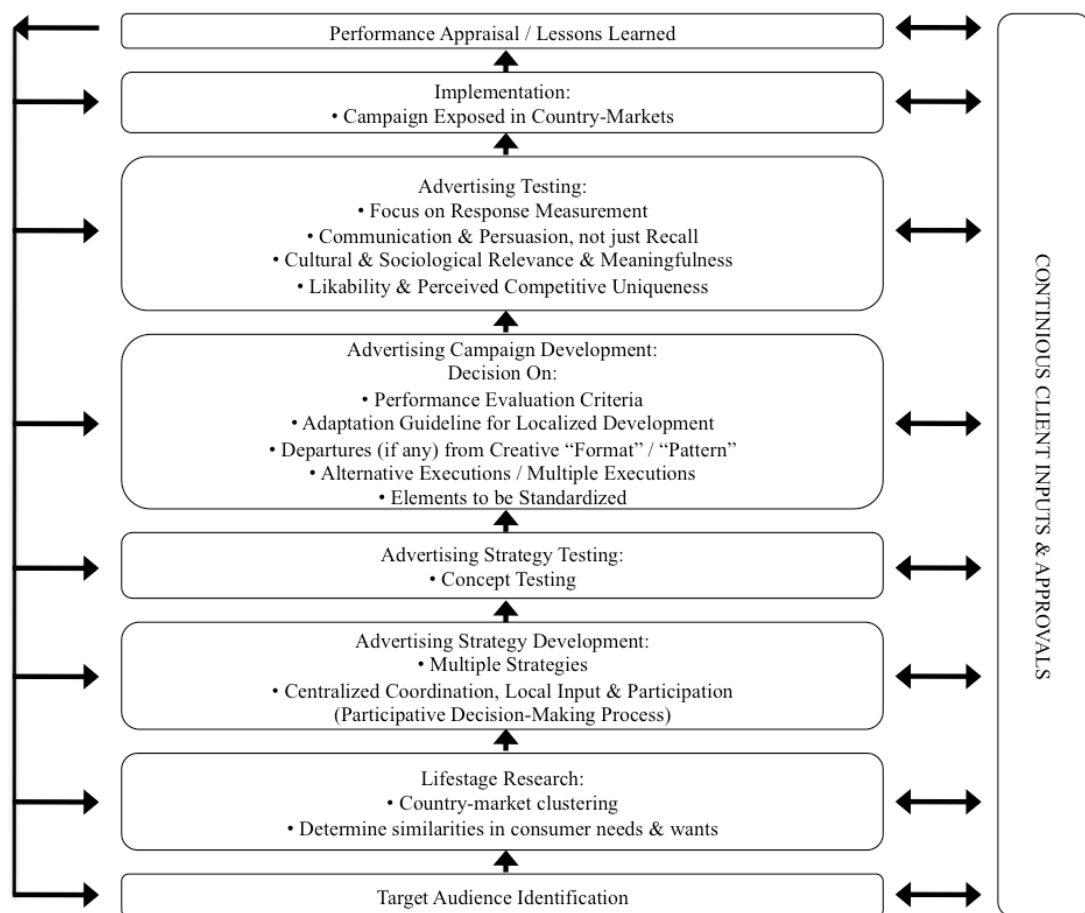 Performance Appraisal / Lessons Learned
Implementation:
• Campaign Exposed in Country-Markets
Advertising Testing:
• Focus on Response Measurement
• Communication & Persuasion, not just Recall
• Cultural & Sociological Relevance & Meaningfulness
• Likability & Perceived Competitive Uniqueness
Advertising Campaign Development:
Decision On:
• Performance Evaluation Criteria
• Adaptation Guideline for Localized Development
• Departures (if any) from Creative “Format” / “Pattern”
• Alternative Executions / Multiple Executions
• Elements to be Standardized
Advertising Strategy Testing:
• Concept Testing
Advertising Strategy Development:
• Multiple Strategies
• Centralized Coordination, Local Input & Participation
(Participative Decision-Making Process)
Lifestage Research:
• Country-market clustering
• Determine similarities in consumer needs & wants
Target Audience Identification
CONTINIOUS CLIENT INPUTS & APPROVALS